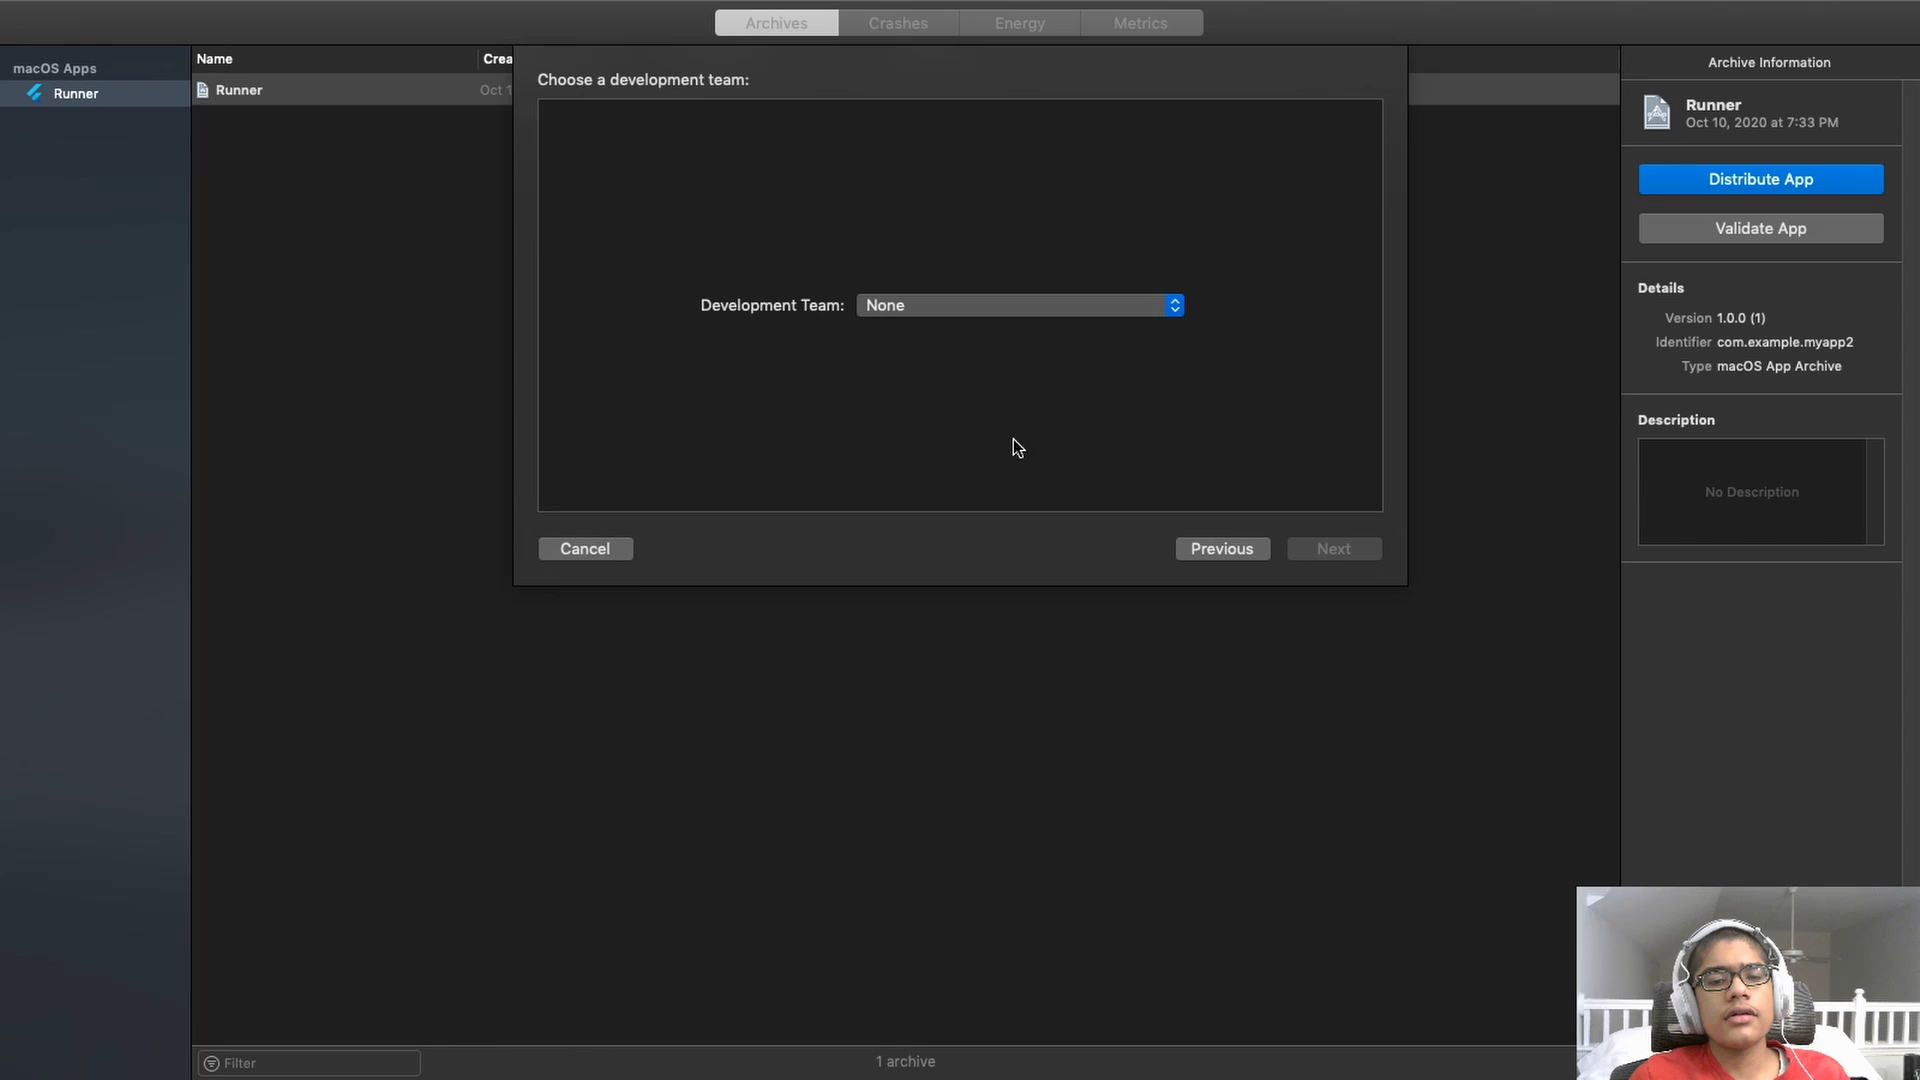 Archives
Crashes
Energy
Metrics
macOS Apps
Runner
Name
Crea
Runner
Oct 1
Choose a development team:
Development Team:
None
Cancel
Previous
Next
Archive Information
Runner
Oct 10, 2020 at 7:33 PM
Distribute App
Validate App
Details
Version 1.0.0 (1)
Identifier com.example.myapp2
Type macOS App Archive
Description
No Description
Filter
1 archive